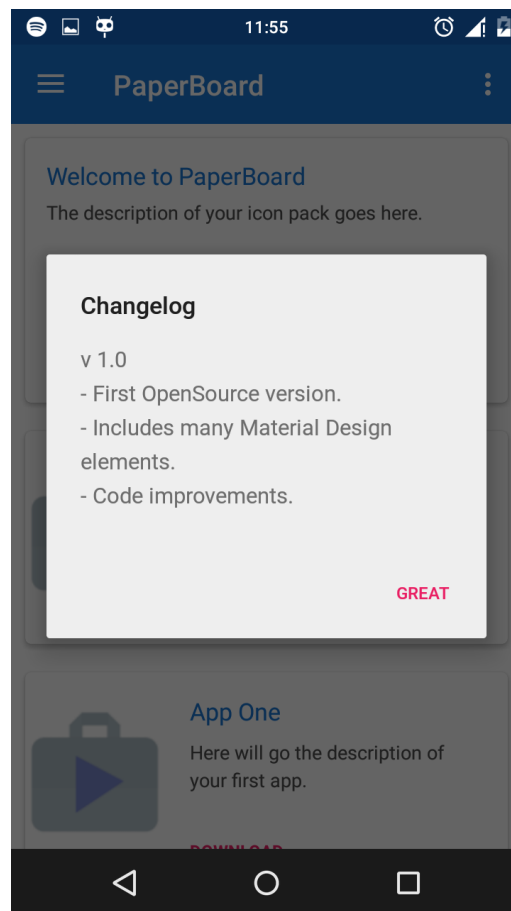 11:55
PaperBoard
Welcome to PaperBoard
The description of your icon pack goes here.
Changelog
v 1.0
- First OpenSource version.
- Includes many Material Design
elements.
- Code improvements.
GREAT
App One
Here will go the description of
your first app.
DOWNLOAD